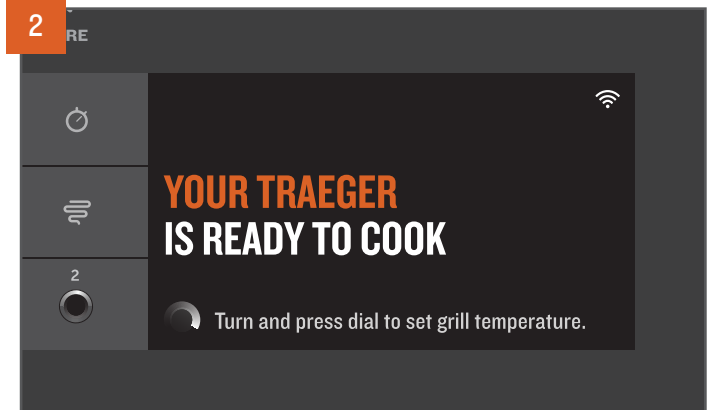 2
RE
YOUR TRAEGER
IS READY TO COOK
2
Turn and press dial to set grill temperature.